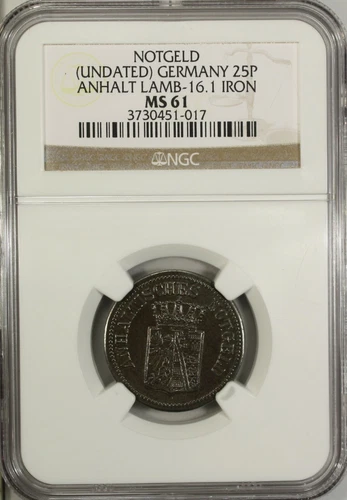 NOTGELD
(UNDATED) GERMANY 25P
ANHALT LAMB-16.1 IRON
MS 61
3730451-017
NGC